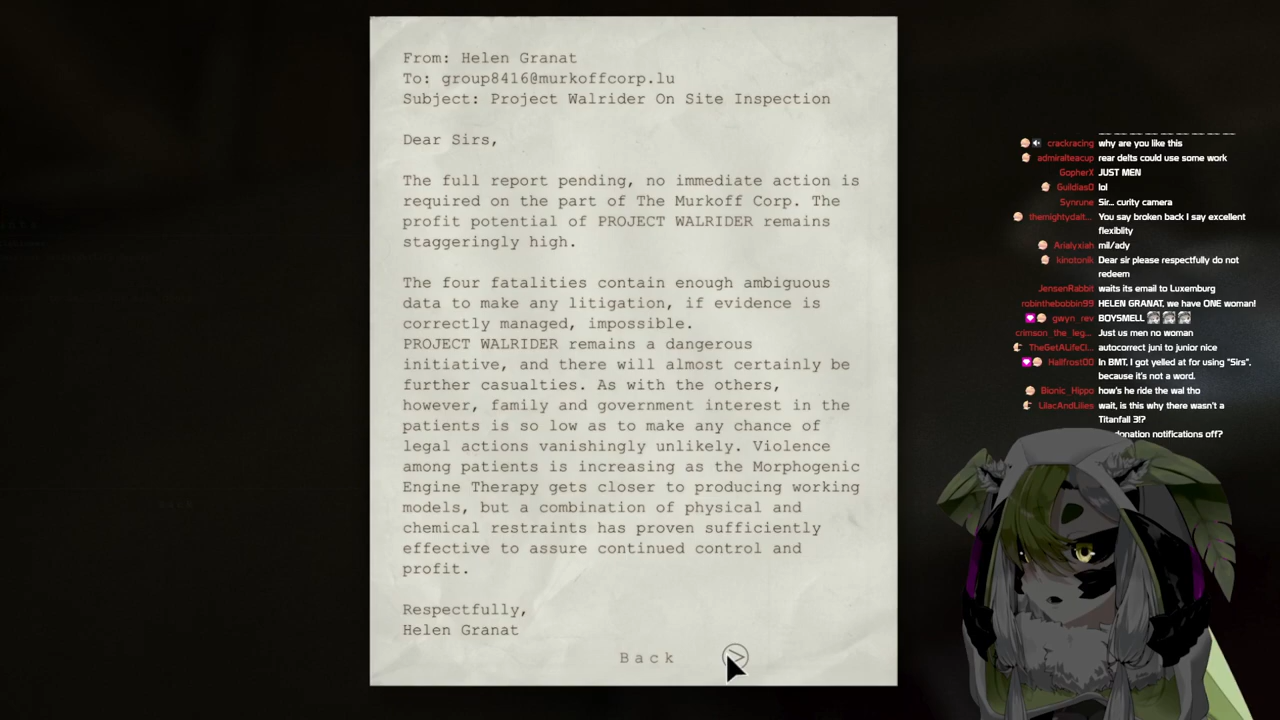 From: Helen Granat
To: group8416@murkoffcorp.lu
Subject: Project Walrider On Site Inspection
Dear Sirs,
The full report pending, no immediate action is
required on the part of The Murkoff Corp. The
profit potential of PROJECT WALRIDER remains
staggeringly high.
The four fatalities contain enough ambiguous
data to make any litigation, if evidence is
correctly managed, impossible.
PROJECT WALRIDER remains a dangerous
initiative, and there will almost certainly be
further casualties. As with the others,
however, family and government interest in the
patients is so low as to make any chance of
legal actions vanishingly unlikely. Violence
among patients is increasing as the Morphogenic
Engine Therapy gets closer to producing working
models, but a combination of physical and
chemical restraints has proven sufficiently
effective to assure continued control and
profit.
Respectfully,
Helen Granat
Back
crackracing why are you like this
admiralteacup rear delts could use some work
GopherX JUST MEN
Guildias0 lol
Synrune Sir... curity camera
themightydalt... You say broken back I say excellent
flexiblity
Arialyxiah mil/ady
kinotonik Dear sir please respectfully do not
redeem
JensenRabbit waits its email to Luxemburg
robinthebobbin99 HELEN GRANAT, we have ONE woman!
gwyn_rev BOYSMELL
crimson_the_leg... Just us men no woman
TheGetALifeCl... autocorrect juni to junior nice
Hallfrost00 In BMT, I got yelled at for using "Sirs",
because it's not a word.
Bionic_Hippo how's he ride the wal tho
LilacAndLilies wait, is this why there wasn't a
Titanfall 3!?
donation notifications off?